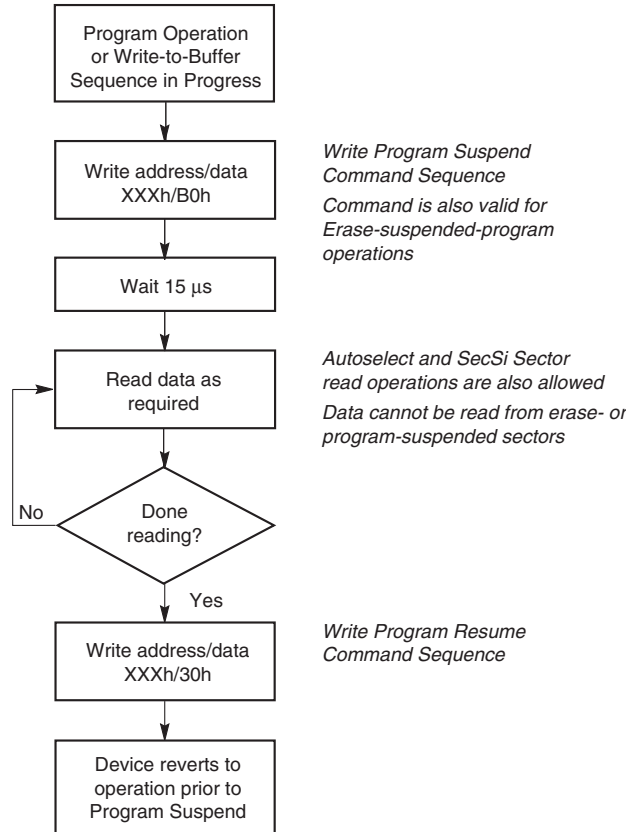 Program Operation
or Write-to-Buffer
Sequence in Progress
Write address/data
XXXh/B0h
Write Program Suspend
Command Sequence
Command is also valid for
Erase-suspended-program
operations
Wait 15 μs
Read data as
required
Autoselect and SecSi Sector
read operations are also allowed
Data cannot be read from erase- or
program-suspended sectors
No
Done
reading?
Yes
Write address/data
XXXh/30h
Write Program Resume
Command Sequence
Device reverts to
operation prior to
Program Suspend